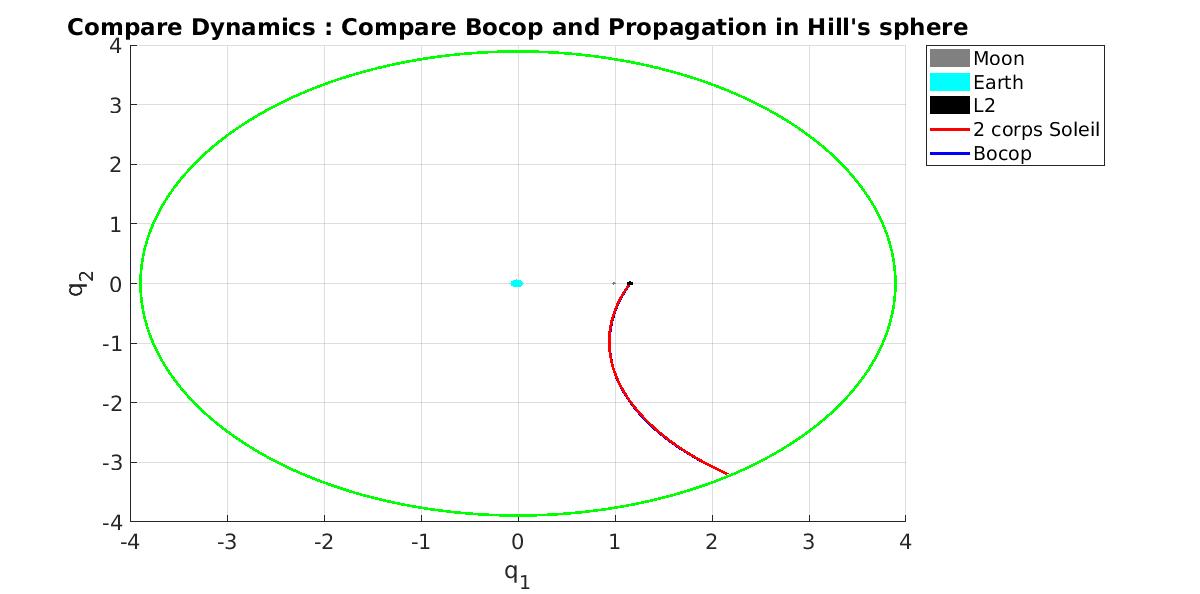 Compare Dynamics : Compare Bocop and Propagation in Hill's sphere
4
3
2
1
0
-1
-2
-3
-4
q2
-4 -3 -2 -1 0 1 2 3 4
q1
Moon
Earth
L2
2 corps Soleil
Bocop